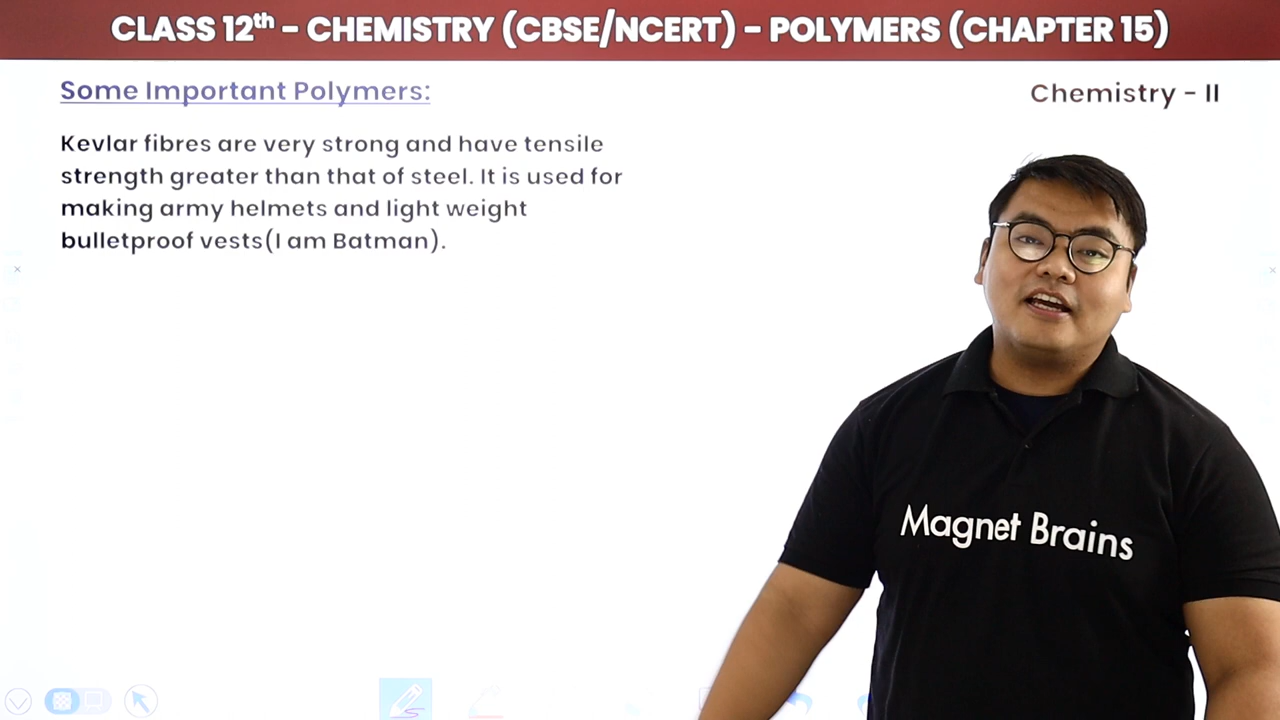 CLASS 12th - CHEMISTRY (CBSE/NCERT) - POLYMERS (CHAPTER 15)
Some Important Polymers:
Chemistry - II
Kevlar fibres are very strong and have tensile
strength greater than that of steel. It is used for
making army helmets and light weight
bulletproof vests(I am Batman).
Magnet Brains